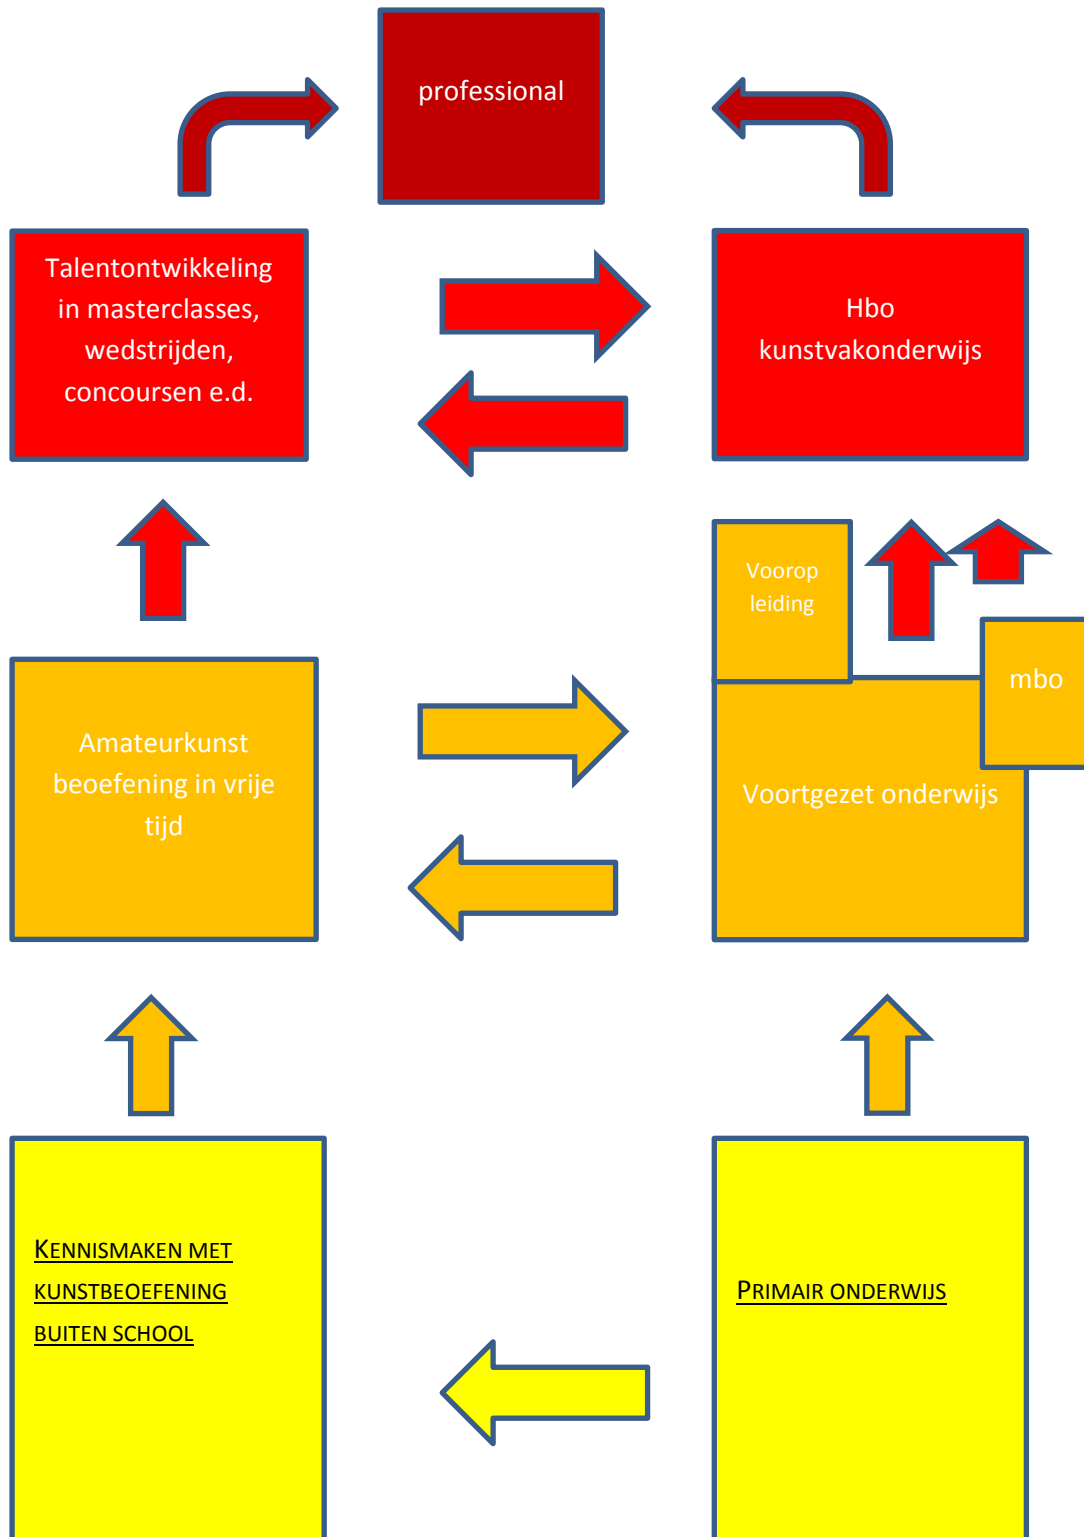 professional
Talentontwikkeling
in masterclasses,
wedstrijden,
concoursen e.d.
Hbo
kunstvakonderwijs
Voorop
leiding
mbo
Amateurkunst
beoefening in vrije
tijd
Voortgezet onderwijs
KENNISMAKEN MET
KUNSTBEOEFENING
BUITEN SCHOOL
PRIMAIR ONDERWIJS